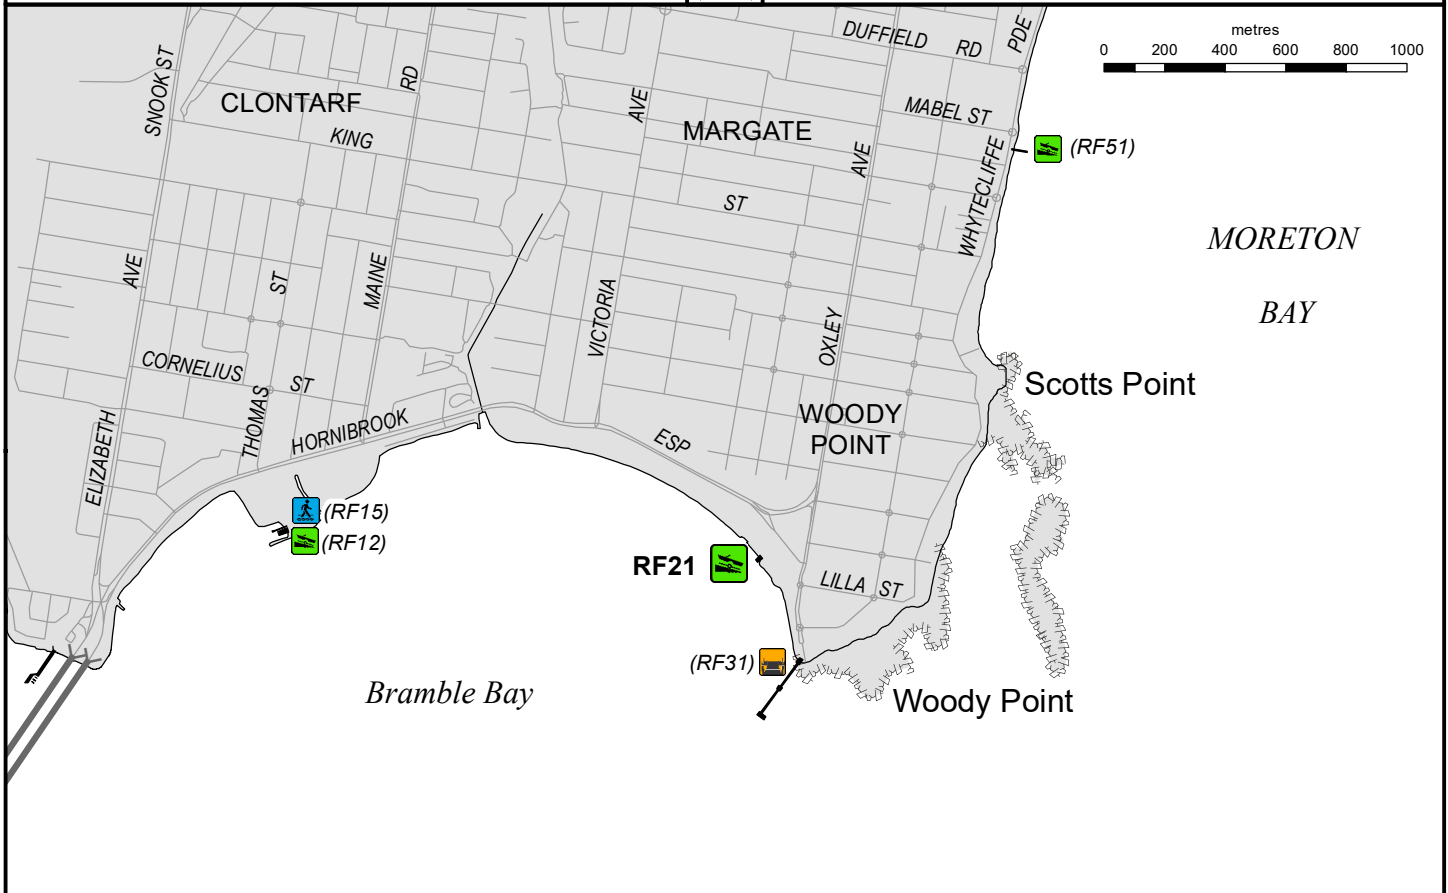 DUFFIELD RD
PDE
metres
0 200 400 600 800 1000
SNOOK ST
CLONTARF
RD
AVE
MABEL ST
KING
MARGATE
(RF51)
AVE
WHYTECLIFFE
ST
MORETON
AVE
ST
MAINE
VICTORIA
BAY
OXLEY
CORNELIUS ST
Scotts Point
THOMAS
HORNIBROOK
ELIZABETH
ESP
WOODY
POINT
(RF15)
(RF12)
RF21
LILLA ST
(RF31)
Bramble Bay
Woody Point